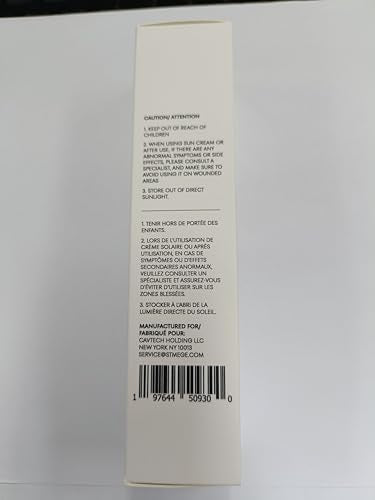 CAUTION/ ATTENTION
1. KEEP OUT OF REACH OF
CHILDREN
2. WHEN USING SUN CREAM OR
AFTER USE, IF THERE ARE ANY
ABNORMAL SYMPTOMS OR SIDE
EFFECTS, PLEASE CONSULT A
SPECIALIST, AND MAKE SURE TO
AVOID USING IT ON WOUNDED
AREAS
3. STORE OUT OF DIRECT
SUNLIGHT.
1. TENIR HORS DE PORTÉE DES
ENFANTS.
2. LORS DE L'UTILISATION DE
CRÈME SOLAIRE OU APRÈS
UTILISATION, EN CAS DE
SYMPTÔMES OU D'EFFETS
SECONDAIRES ANORMAUX,
VEUILLEZ CONSULTER UN
SPÉCIALISTE ET ASSUREZ-VOUS
D'ÉVITER D'UTILISER SUR LES
ZONES BLESSÉES.
3. STOCKER À L'ABRI DE LA
LUMIÈRE DIRECTE DU SOLEIL.
MANUFACTURED FOR/
FABRIQUÉ POUR:
CAVTECH HOLDING LLC
NEW YORK NY 10013
SERVICE@STMEGE.COM
1 97644 50930 0